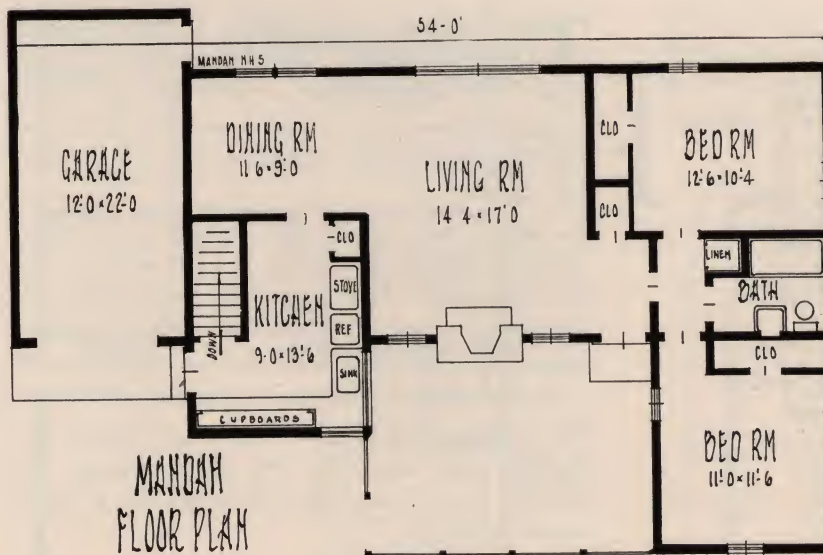 54-0'
MANDAN NH5
GARAGE
12'-0 × 22'-0
DINING RM
11 6 × 9'-0
LIVING RM
14 4 × 17'0
CLO
BED RM
12'-6 × 10'-4
CLO
CLO
LINEN
BATH
STOVE
REF
SINK
KITCHEN
9'-0 × 13'-6
DOWN
CUPBOARDS
CLO
BED RM
11'-0 × 11'-6
MANDAN
FLOOR PLAN